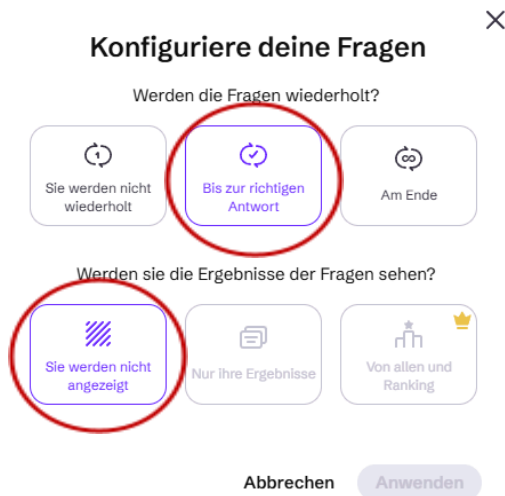 Konfiguriere deine Fragen
Werden die Fragen wiederholt?
1
Sie werden nicht
wiederholt
Bis zur richtigen
Antwort
Am Ende
Werden sie die Ergebnisse der Fragen sehen?
Sie werden nicht
angezeigt
Nur ihre Ergebnisse
Von allen und
Ranking
Abbrechen
Anwenden